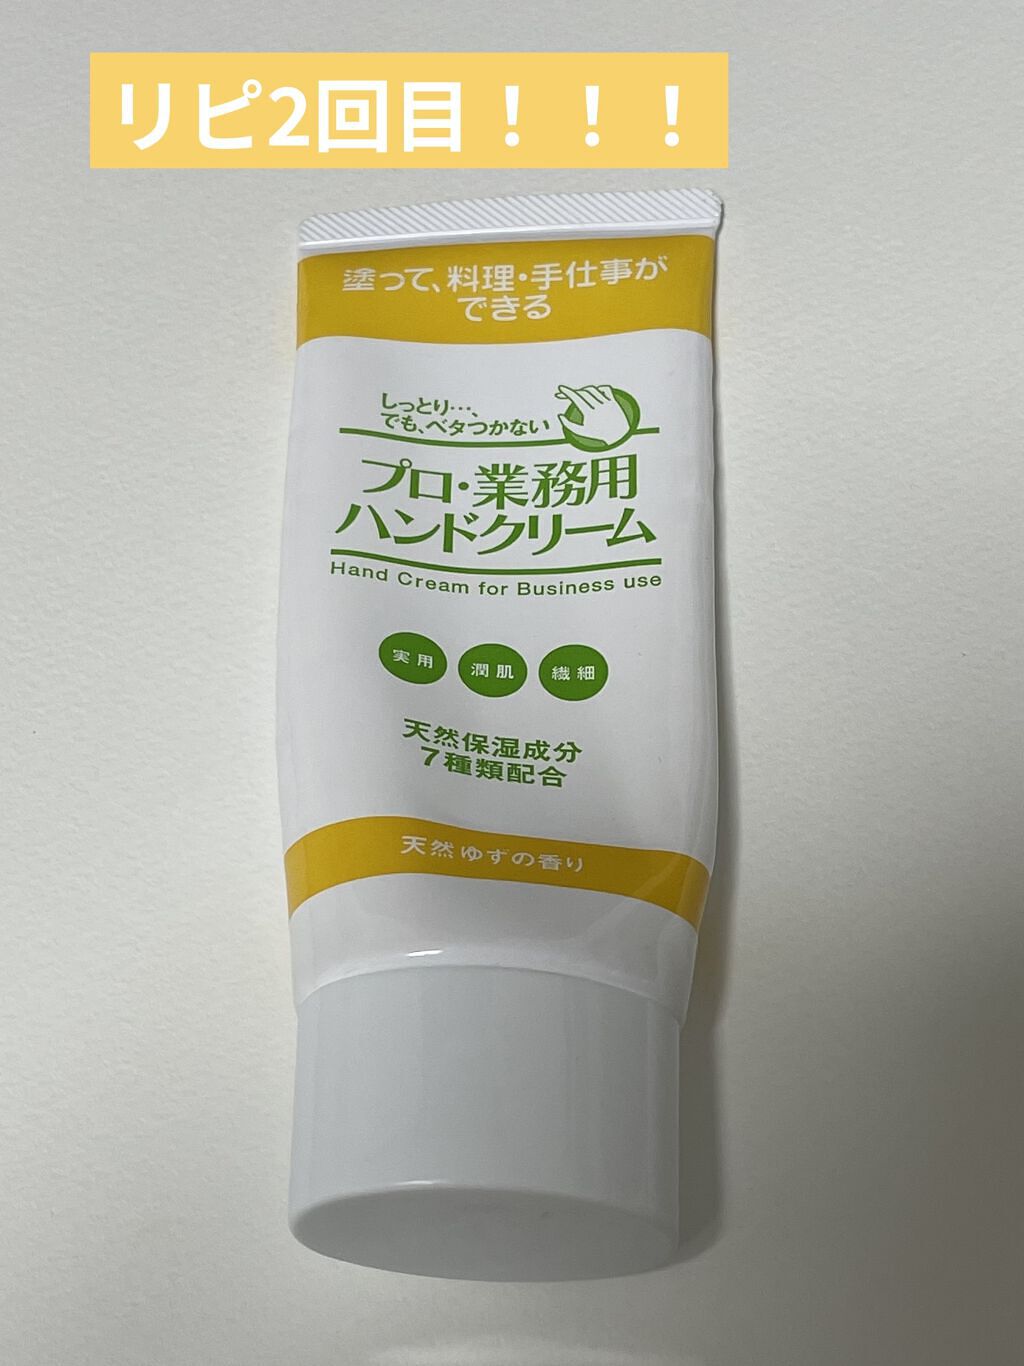 リピ2回目！！！
塗って、料理・手仕事が
できる
しっとり…、
でも、ベタつかない
プロ・業務用
ハンドクリーム
Hand Cream for Business use
実用 潤肌 繊細
天然保湿成分
7種類配合
天然ゆずの香り